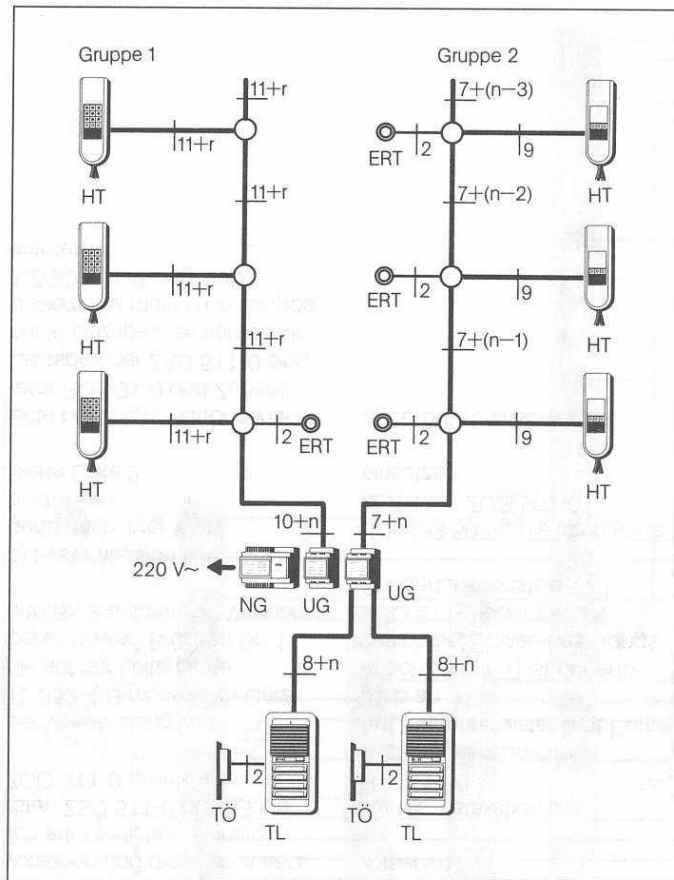 Gruppe 1
Gruppe 2
11+r
7+(n−3)
11+r
ERT
2
9
HT
HT
11+r
7+(n−2)
11+r
ERT
2
9
HT
HT
11+r
7+(n−1)
11+r
2
ERT
ERT
2
9
HT
HT
10+n
7+n
220 V~
NG
UG
UG
8+n
8+n
2
2
TÖ
TL
TÖ
TL